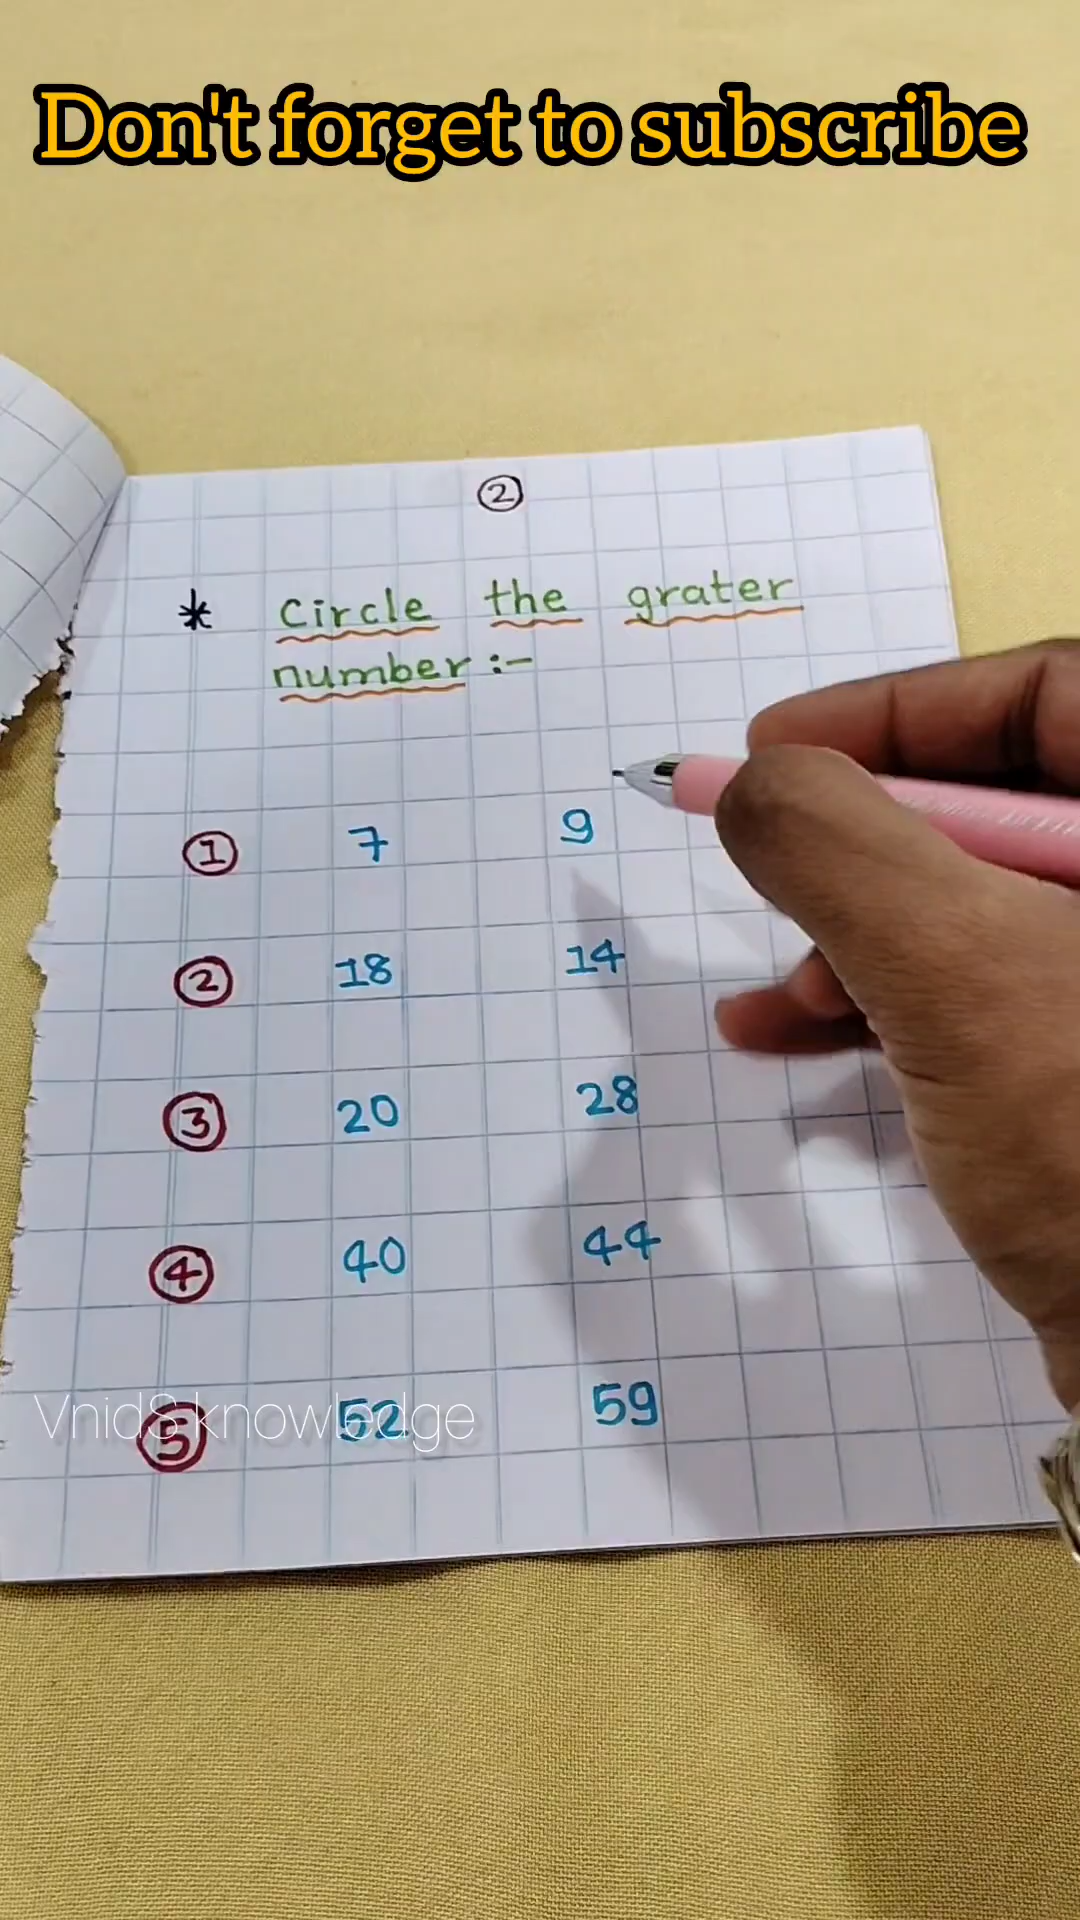 Don't forget to subscribe
2
* Circle the grater
number :-
1 7 9
2 18 14
3 20 28
4 40 44
5 52 59
VnidS knowledge